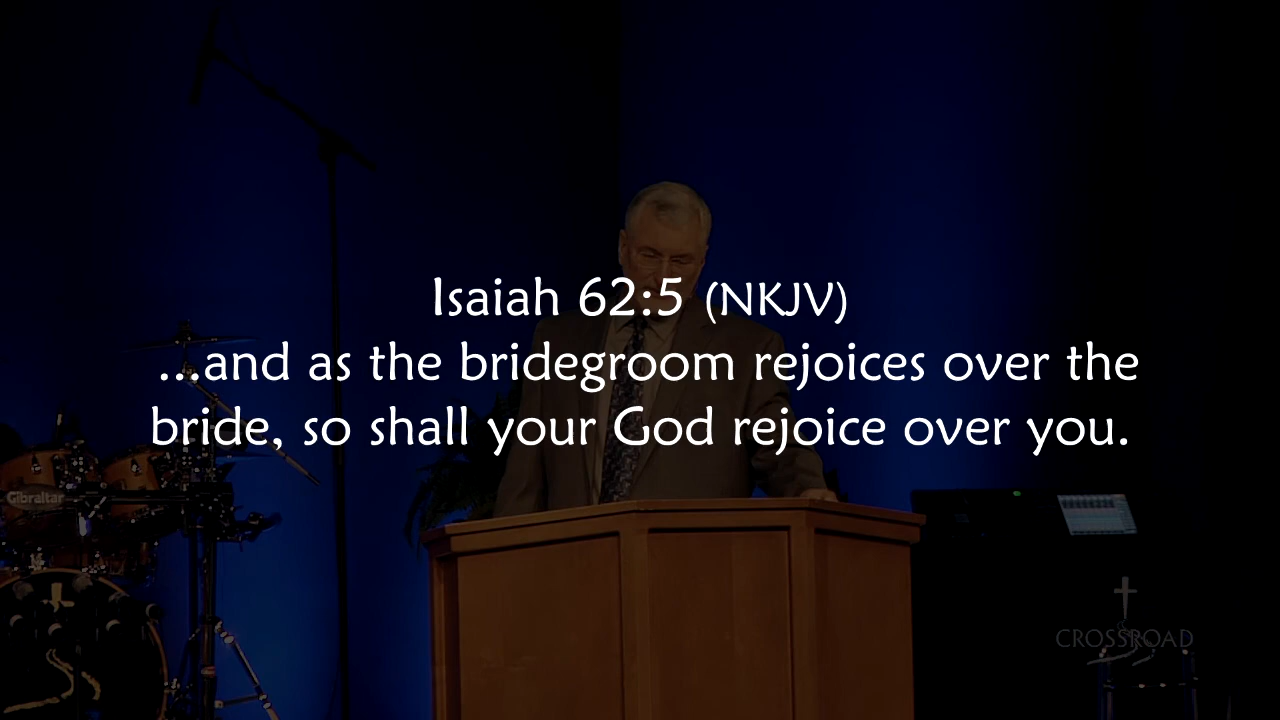 Isaiah 62:5 (NKJV)
...and as the bridegroom rejoices over the
bride, so shall your God rejoice over you.
Gibraltar
CROSSROAD